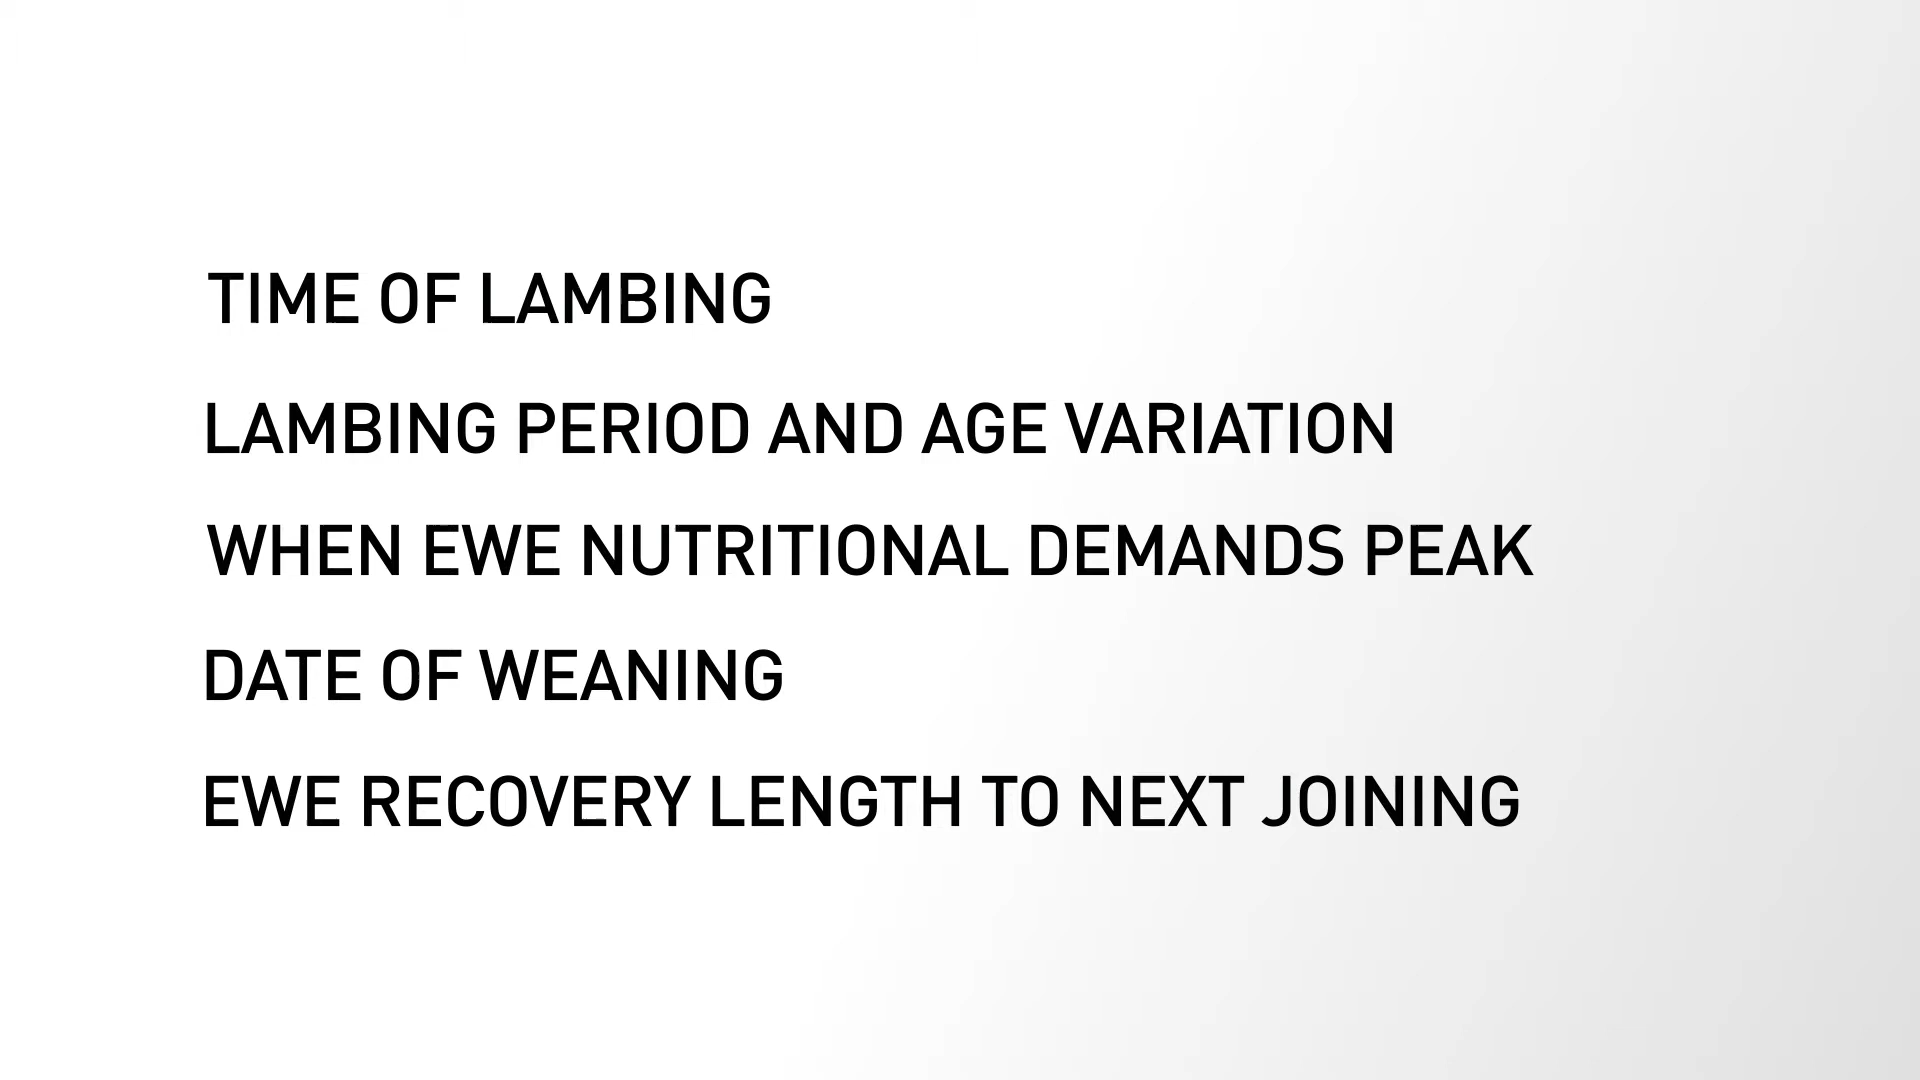 TIME OF LAMBING
LAMBING PERIOD AND AGE VARIATION
WHEN EWE NUTRITIONAL DEMANDS PEAK
DATE OF WEANING
EWE RECOVERY LENGTH TO NEXT JOINING